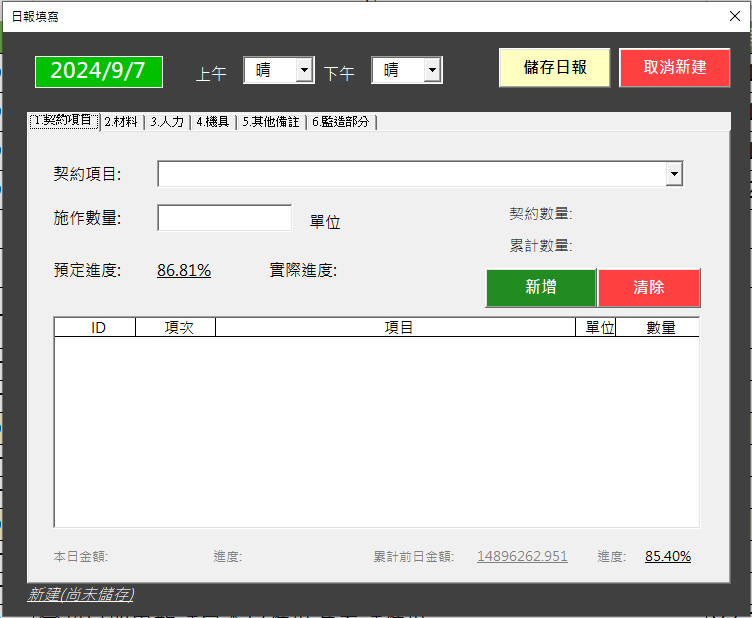 日報填寫
2024/9/7 上午 晴 下午 晴 儲存日報 取消新建
1.契約項目 2.材料 3.人力 4.機具 5.其他備註 6.監造部分
契約項目:
施作數量: 單位 契約數量:
累計數量:
預定進度: 86.81% 實際進度:
新增 清除
ID 項次 項目 單位 數量
本日金額: 進度: 累計前日金額: 14896262.951 進度: 85.40%
新建(尚未儲存)